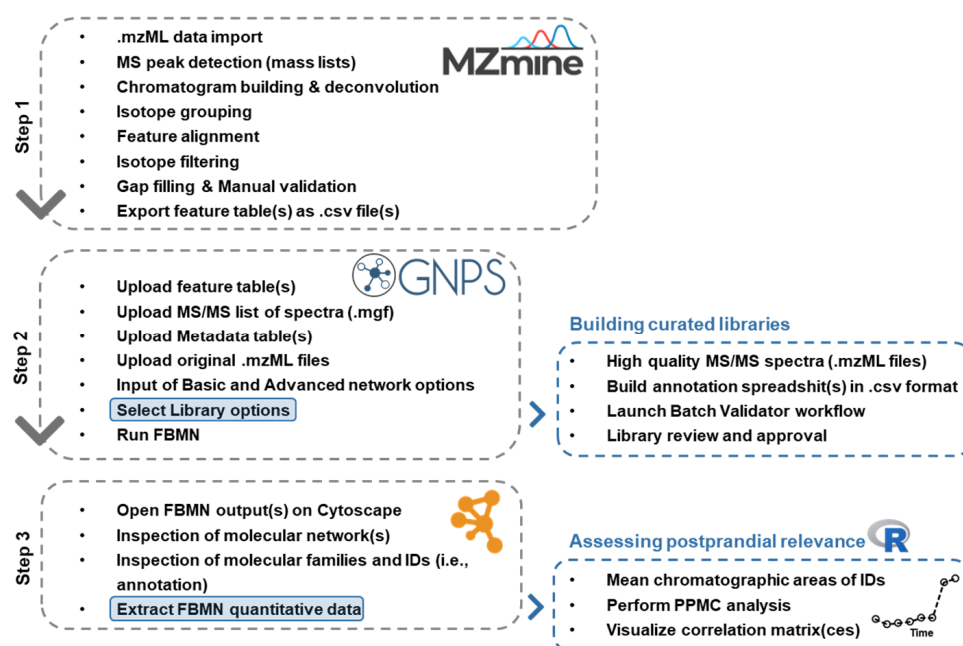 Step 1
.mzML data import
MZmine
MS peak detection (mass lists)
Chromatogram building & deconvolution
Isotope grouping
Feature alignment
Isotope filtering
Gap filling & Manual validation
Export feature table(s) as .csv file(s)
Step 2
GNPS
Upload feature table(s)
Upload MS/MS list of spectra (.mgf)
Upload Metadata table(s)
Upload original .mzML files
Input of Basic and Advanced network options
Select Library options
Run FBMN
Building curated libraries
High quality MS/MS spectra (.mzML files)
Build annotation spreadshit(s) in .csv format
Launch Batch Validator workflow
Library review and approval
Step 3
Open FBMN output(s) on Cytoscape
Inspection of molecular network(s)
Inspection of molecular families and IDs (i.e.,
annotation)
Extract FBMN quantitative data
Assessing postprandial relevance
R
Mean chromatographic areas of IDs
Perform PPMC analysis
Visualize correlation matrix(ces)
Time